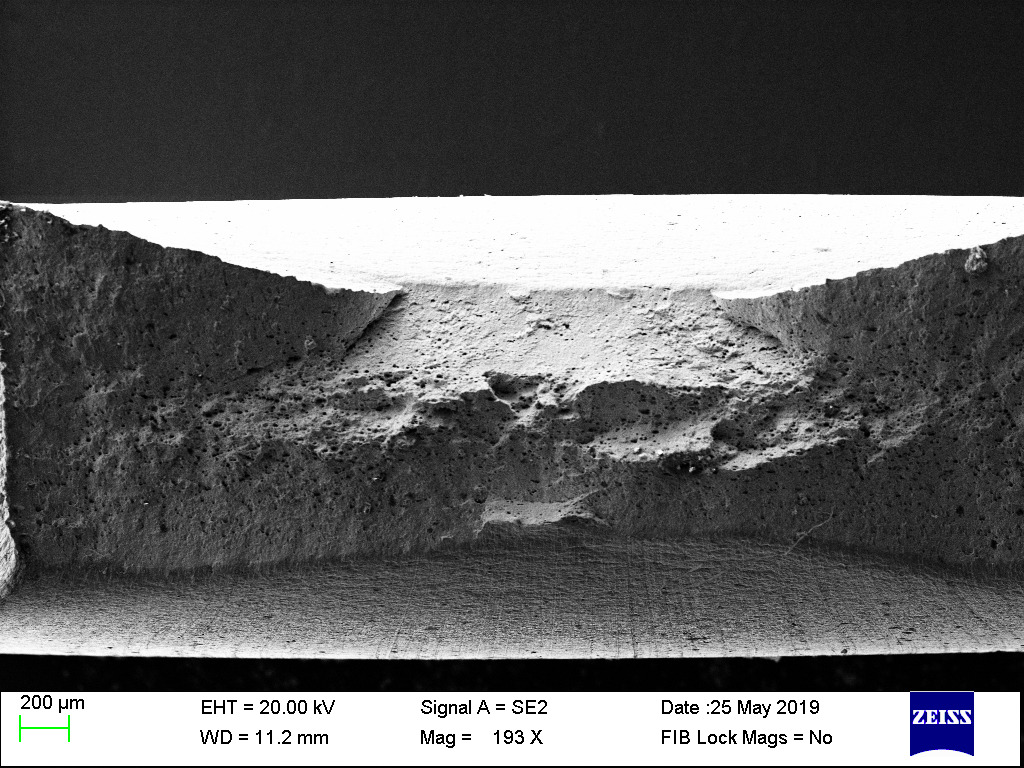 200 µm
EHT = 20.00 kV
Signal A = SE2
Date :25 May 2019
WD = 11.2 mm
Mag = 193 X
FIB Lock Mags = No
ZEISS